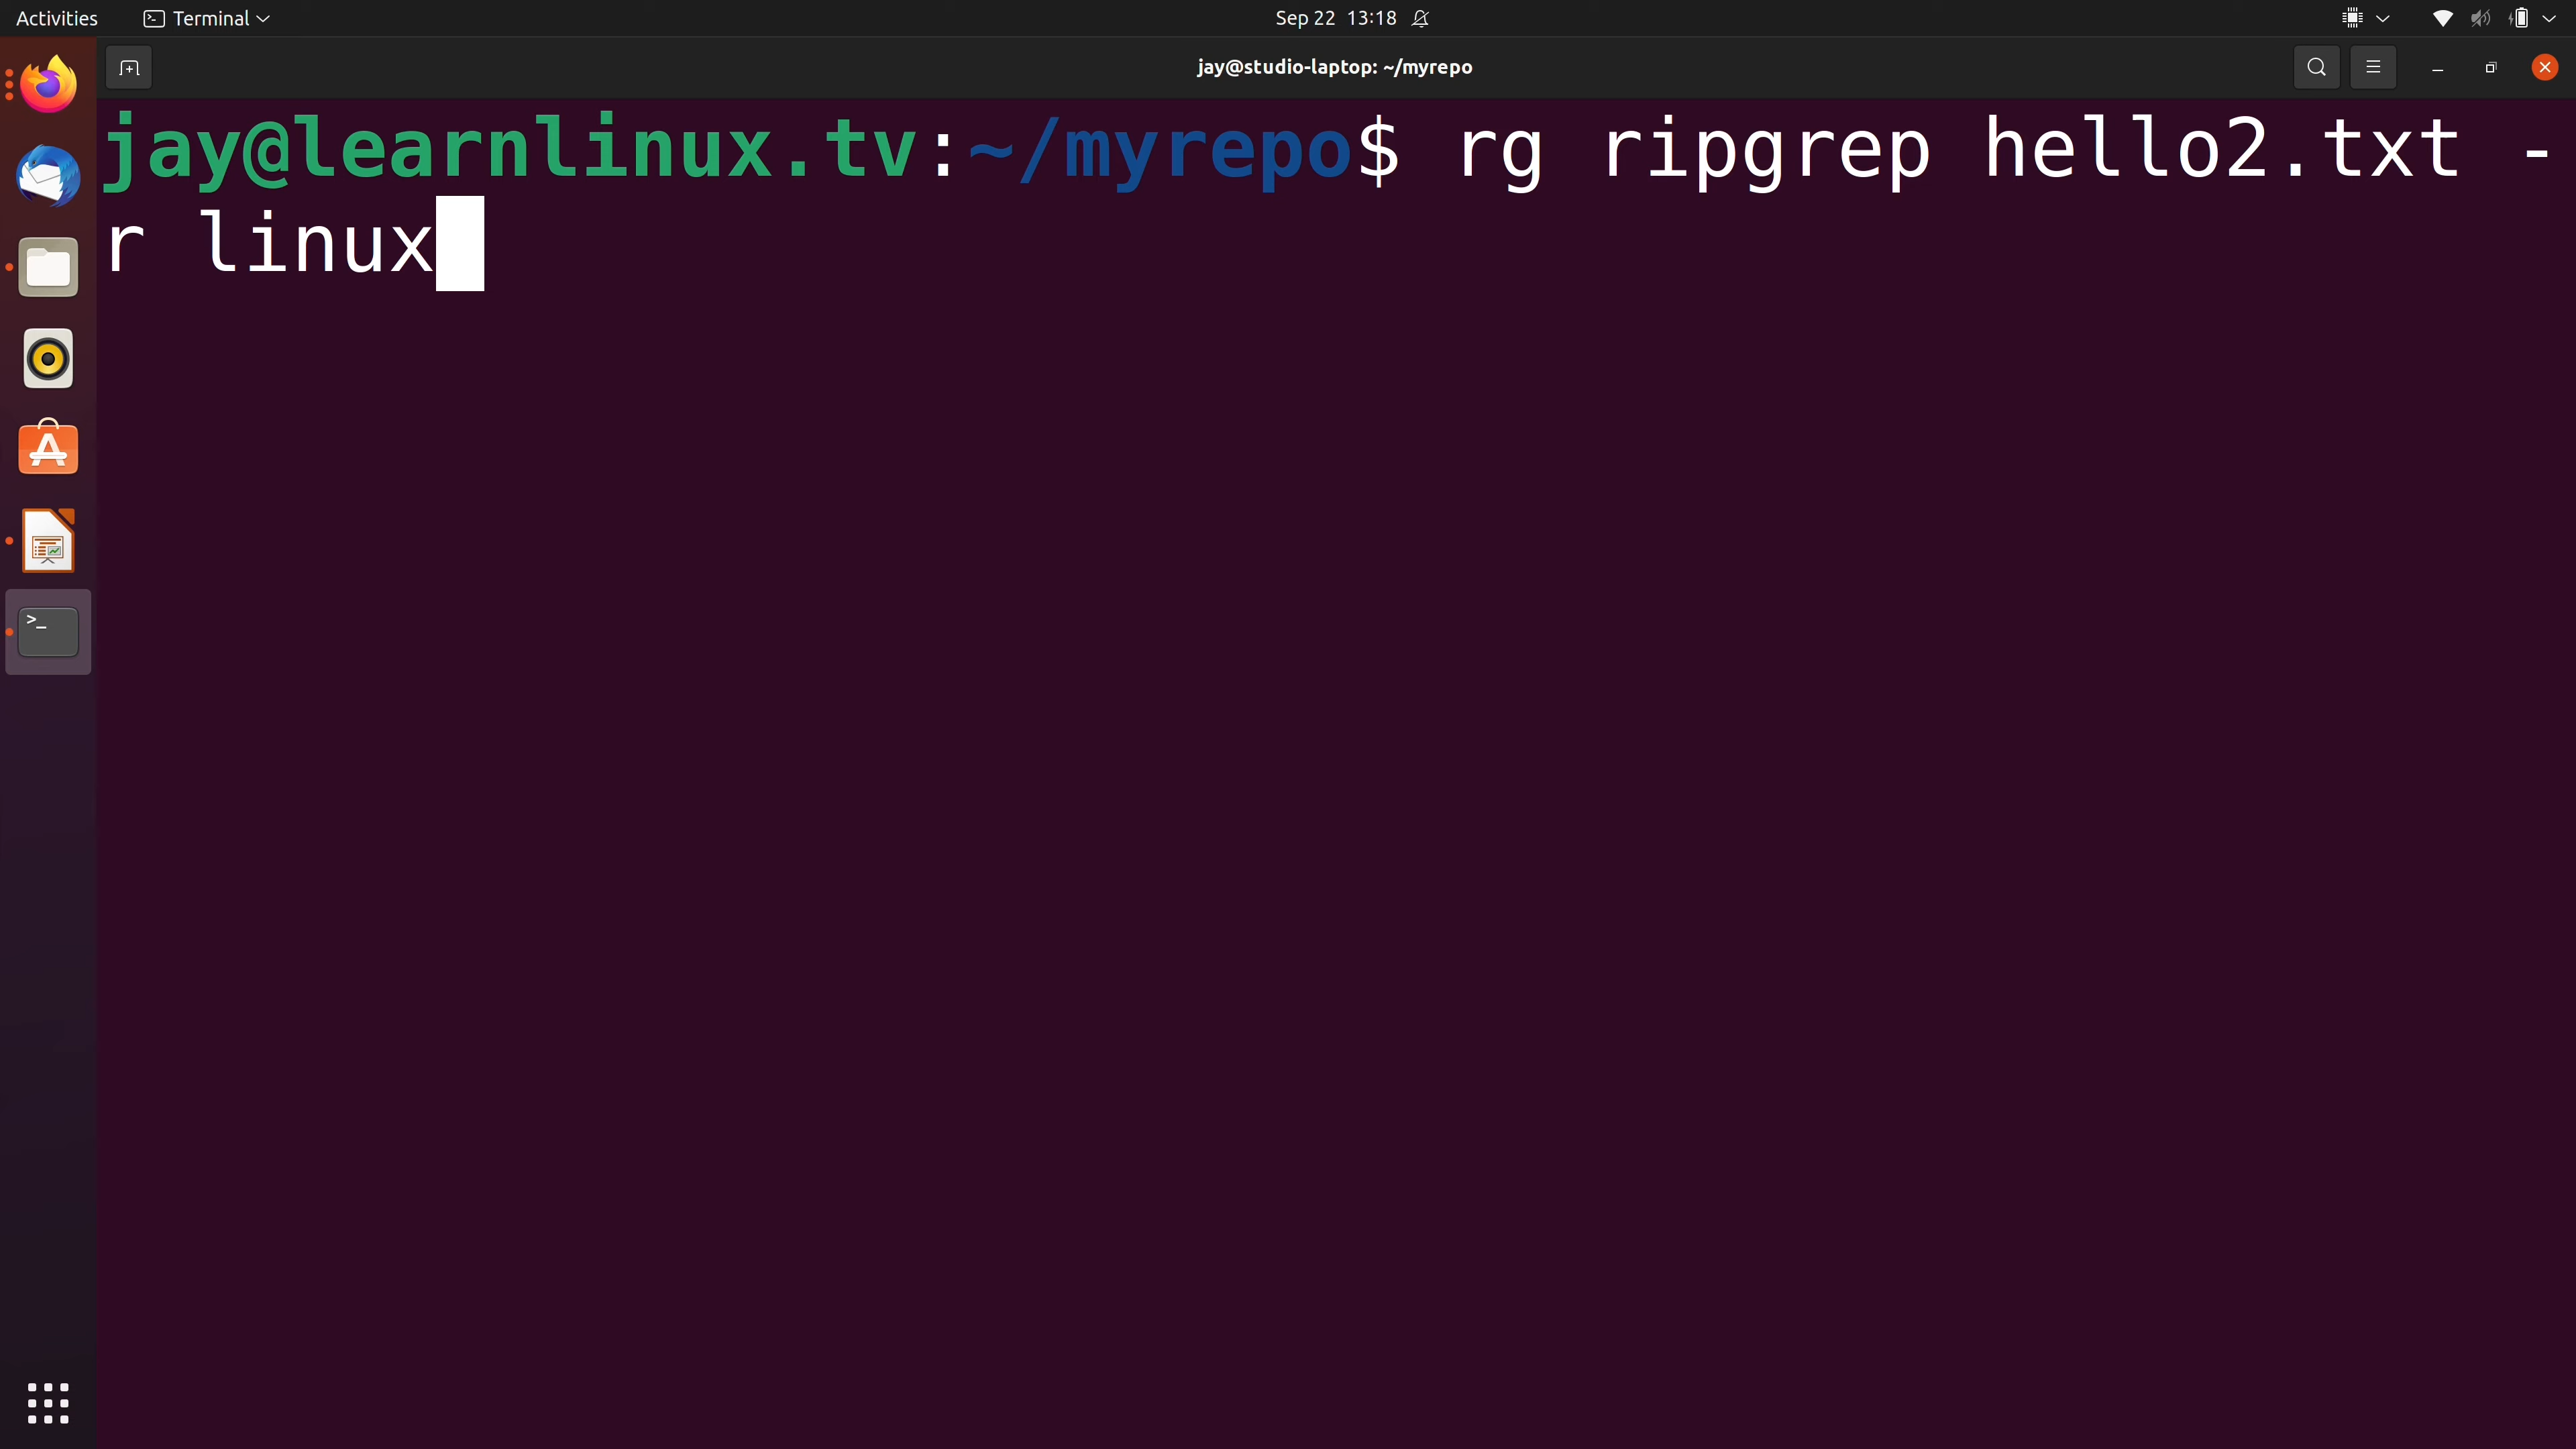 Activities Terminal Sep 22 13:18
jay@studio-laptop: ~/myrepo
jay@learnlinux.tv:~/myrepo$ rg ripgrep hello2.txt -
r linux
>_